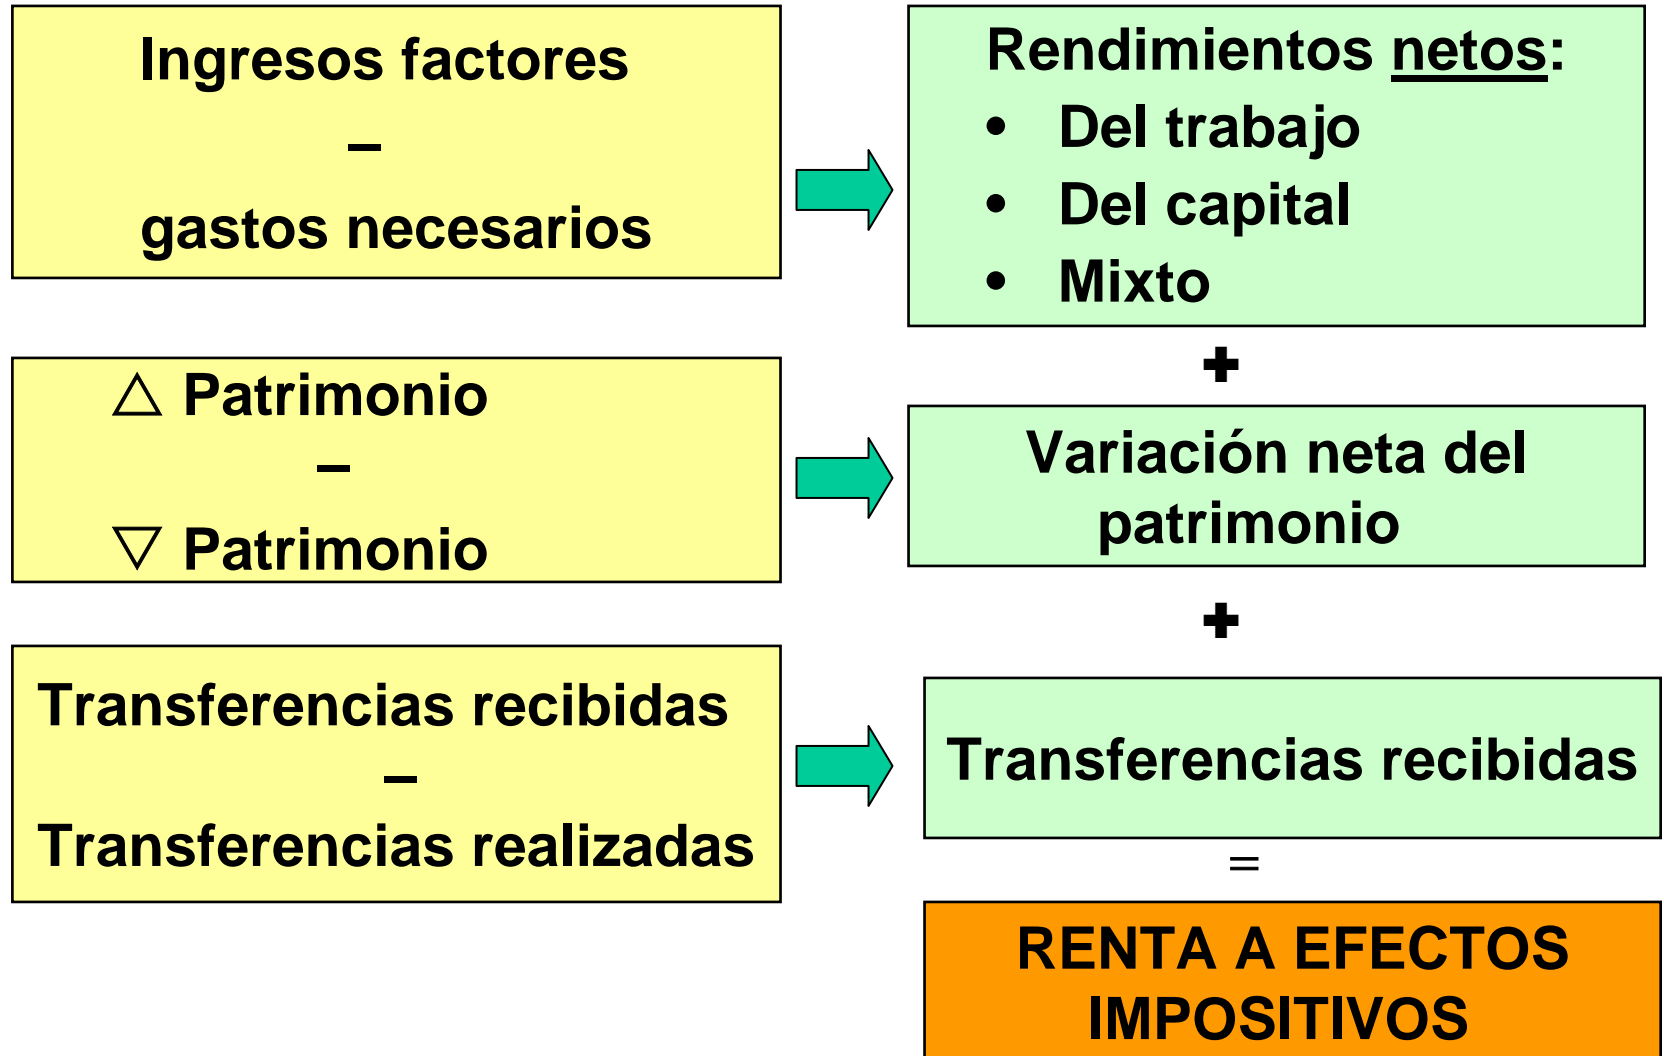 Ingresos factores
–
gastos necesarios
Rendimientos netos:
• Del trabajo
• Del capital
• Mixto
+
△ Patrimonio
–
▽ Patrimonio
Variación neta del
patrimonio
+
Transferencias recibidas
–
Transferencias realizadas
Transferencias recibidas
=
RENTA A EFECTOS
IMPOSITIVOS